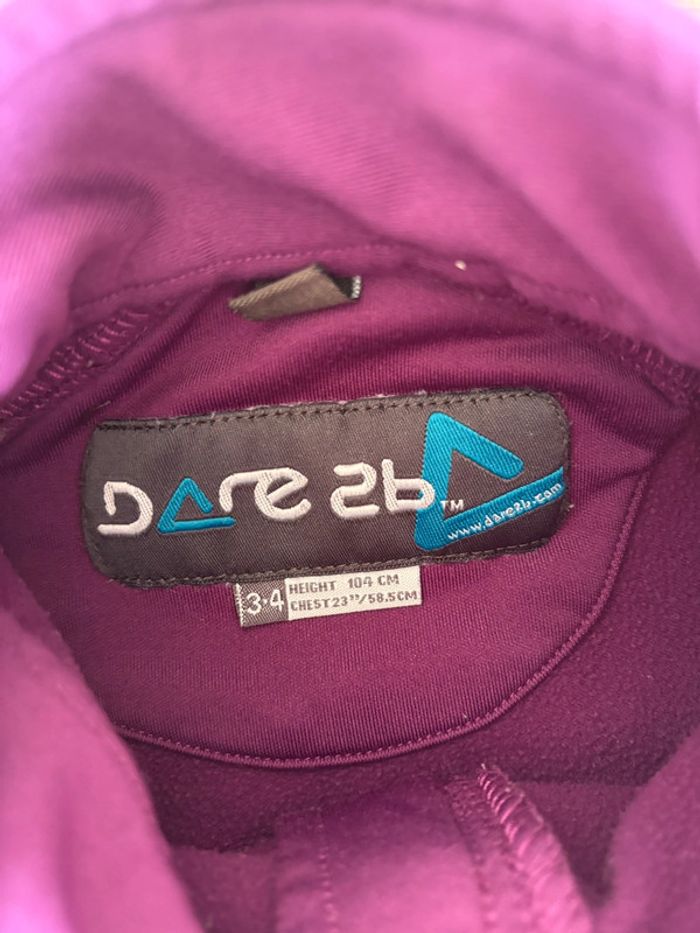 Dare 2b TM
www.dare2b.com
3-4
HEIGHT 104 CM
CHEST 23"/58.5CM